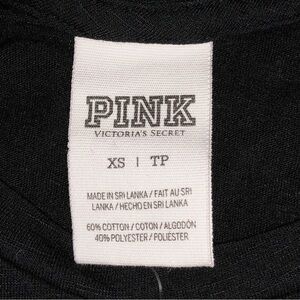 PINK
VICTORIA'S SECRET
XS | TP
MADE IN SRI LANKA / FAIT AU SRI
LANKA / HECHO EN SRI LANKA
60% COTTON / COTON / ALGODÓN
40% POLYESTER / POLIÉSTER